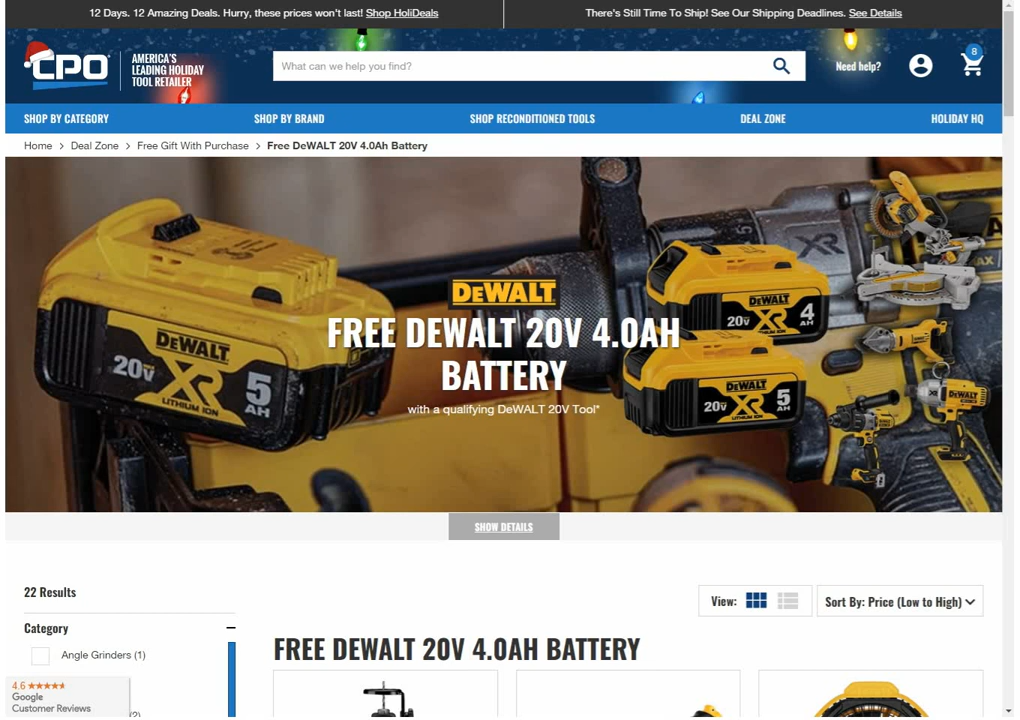 12 Days. 12 Amazing Deals. Hurry, these prices won't last! Shop HoliDeals
There's Still Time To Ship! See Our Shipping Deadlines. See Details
CPO
AMERICA'S
LEADING HOLIDAY
TOOL RETAILER
What can we help you find?
Need help?
8
SHOP BY CATEGORY
SHOP BY BRAND
SHOP RECONDITIONED TOOLS
DEAL ZONE
HOLIDAY HQ
Home > Deal Zone > Free Gift With Purchase > Free DeWALT 20V 4.0Ah Battery
DEWALT
20V XR 5 AH
LITHIUM ION
XR
DEWALT
FREE DEWALT 20V 4.0AH
BATTERY
with a qualifying DeWALT 20V Tool*
DEWALT
20V XR 4 AH
DEWALT
20V XR 5 AH
DEWALT
SHOW DETAILS
22 Results
View:
Sort By: Price (Low to High)
Category
Angle Grinders (1)
FREE DEWALT 20V 4.0AH BATTERY
4.6
Google
Customer Reviews
(2)